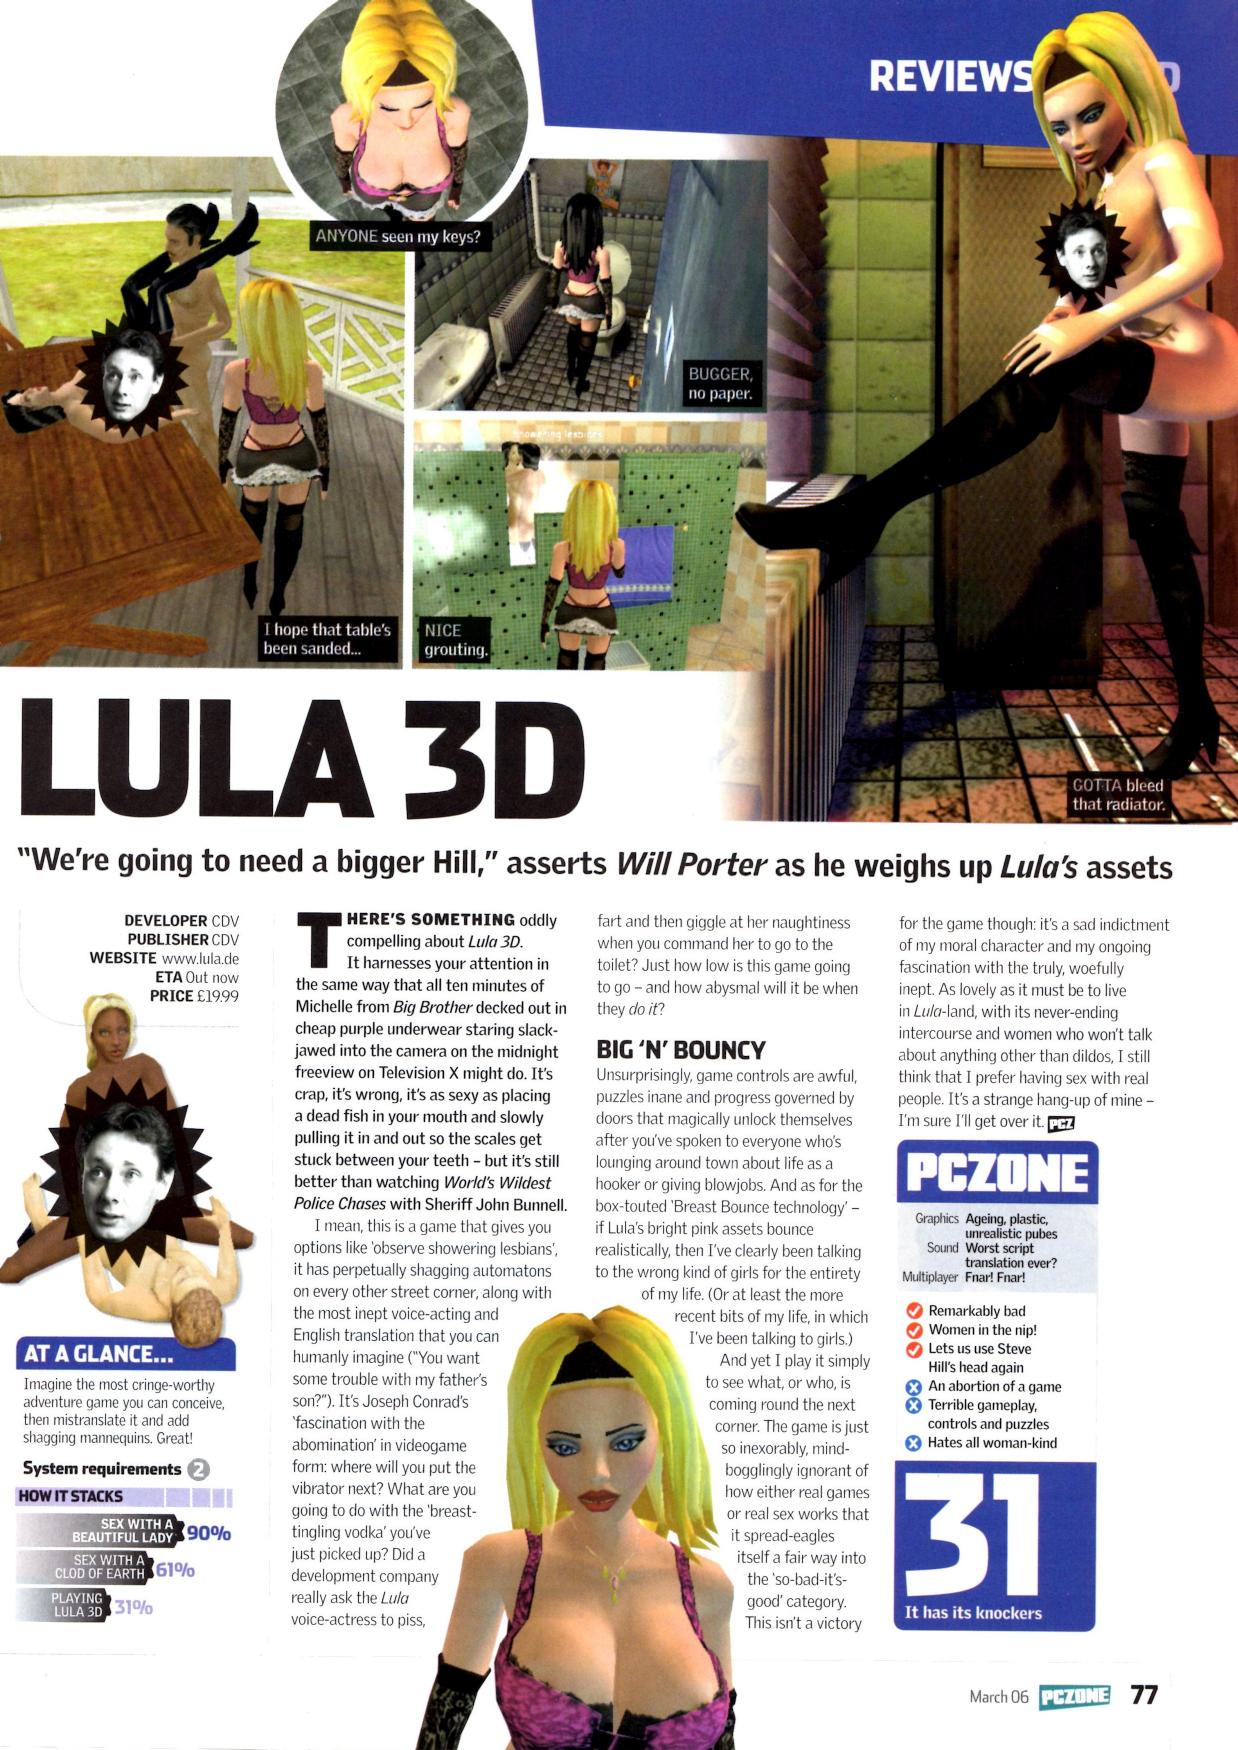 REVIEWS
ANYONE seen my keys?
BUGGER,
no paper.
showering lesbians
I hope that table's
been sanded...
NICE
grouting.
GOTTA bleed
that radiator.
LULA 3D
"We're going to need a bigger Hill," asserts Will Porter as he weighs up Lula's assets
DEVELOPER CDV
PUBLISHER CDV
WEBSITE www.lula.de
ETA Out now
PRICE £19.99
AT A GLANCE...
Imagine the most cringe-worthy
adventure game you can conceive,
then mistranslate it and add
shagging mannequins. Great!
System requirements 2
HOW IT STACKS
SEX WITH A
BEAUTIFUL LADY 90%
SEX WITH A
CLOD OF EARTH 61%
PLAYING
LULA 3D 31%
THERE'S SOMETHING oddly
compelling about Lula 3D.
It harnesses your attention in
the same way that all ten minutes of
Michelle from Big Brother decked out in
cheap purple underwear staring slack-
jawed into the camera on the midnight
freeview on Television X might do. It's
crap, it's wrong, it's as sexy as placing
a dead fish in your mouth and slowly
pulling it in and out so the scales get
stuck between your teeth – but it's still
better than watching World's Wildest
Police Chases with Sheriff John Bunnell.
I mean, this is a game that gives you
options like 'observe showering lesbians',
it has perpetually shagging automatons
on every other street corner, along with
the most inept voice-acting and
English translation that you can
humanly imagine ("You want
some trouble with my father's
son?"). It's Joseph Conrad's
'fascination with the
abomination' in videogame
form: where will you put the
vibrator next? What are you
going to do with the 'breast-
tingling vodka' you've
just picked up? Did a
development company
really ask the Lula
voice-actress to piss,
fart and then giggle at her naughtiness
when you command her to go to the
toilet? Just how low is this game going
to go – and how abysmal will it be when
they do it?
BIG 'N' BOUNCY
Unsurprisingly, game controls are awful,
puzzles inane and progress governed by
doors that magically unlock themselves
after you've spoken to everyone who's
lounging around town about life as a
hooker or giving blowjobs. And as for the
box-touted 'Breast Bounce technology' –
if Lula's bright pink assets bounce
realistically, then I've clearly been talking
to the wrong kind of girls for the entirety
of my life. (Or at least the more
recent bits of my life, in which
I've been talking to girls.)
And yet I play it simply
to see what, or who, is
coming round the next
corner. The game is just
so inexorably, mind-
bogglingly ignorant of
how either real games
or real sex works that
it spread-eagles
itself a fair way into
the 'so-bad-it's-
good' category.
This isn't a victory
for the game though: it's a sad indictment
of my moral character and my ongoing
fascination with the truly, woefully
inept. As lovely as it must be to live
in Lula-land, with its never-ending
intercourse and women who won't talk
about anything other than dildos, I still
think that I prefer having sex with real
people. It's a strange hang-up of mine –
I'm sure I'll get over it. PCZ
PCZONE
Graphics Ageing, plastic,
unrealistic pubes
Sound Worst script
translation ever?
Multiplayer Fnar! Fnar!
Remarkably bad
Women in the nip!
Lets us use Steve
Hill's head again
An abortion of a game
Terrible gameplay,
controls and puzzles
Hates all woman-kind
31
It has its knockers
March 06 PCZONE 77